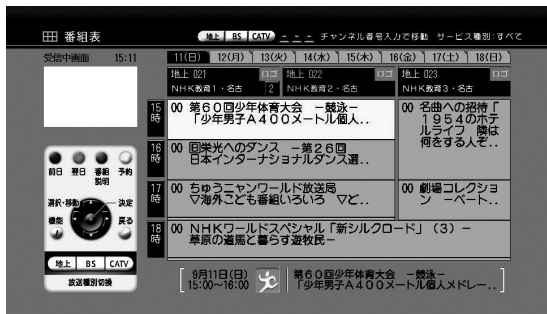 番組表
地上 BS CATV _ _ _ チャンネル番号入力で移動 サービス種別:すべて
受信中画面 15:11
11(日) 12(月) 13(火) 14(水) 15(木) 16(金) 17(土) 18(日)
地上 021 ロゴ 地上 022 ロゴ 地上 023 ロゴ
NHK教育1・名古 2 NHK教育2・名古 NHK教育3・名古
15時 00 第60回少年体育大会 −競泳−
「少年男子A400メートル個人..
00 名曲への招待「
1954のホテ
ルライフ 隣は
何をする人ぞ..
16時 00 回栄光へのダンス −第26回
日本インターナショナルダンス選..
17時 00 ちゅうニャンワールド放送局
▽海外こども番組いろいろ ▽ど..
00 劇場コレクショ
ン −ベート..
18時 00 NHKワールドスペシャル「新シルクロード」(3)−
草原の道馬と暮らす遊牧民−
前日 翌日 番組説明 予約
選択・移動 決定
機能 戻る
地上 BS CATV
放送種別切換
9月11日(日)
15:00〜16:00
第60回少年体育大会 −競泳−
「少年男子A400メートル個人メドレー..